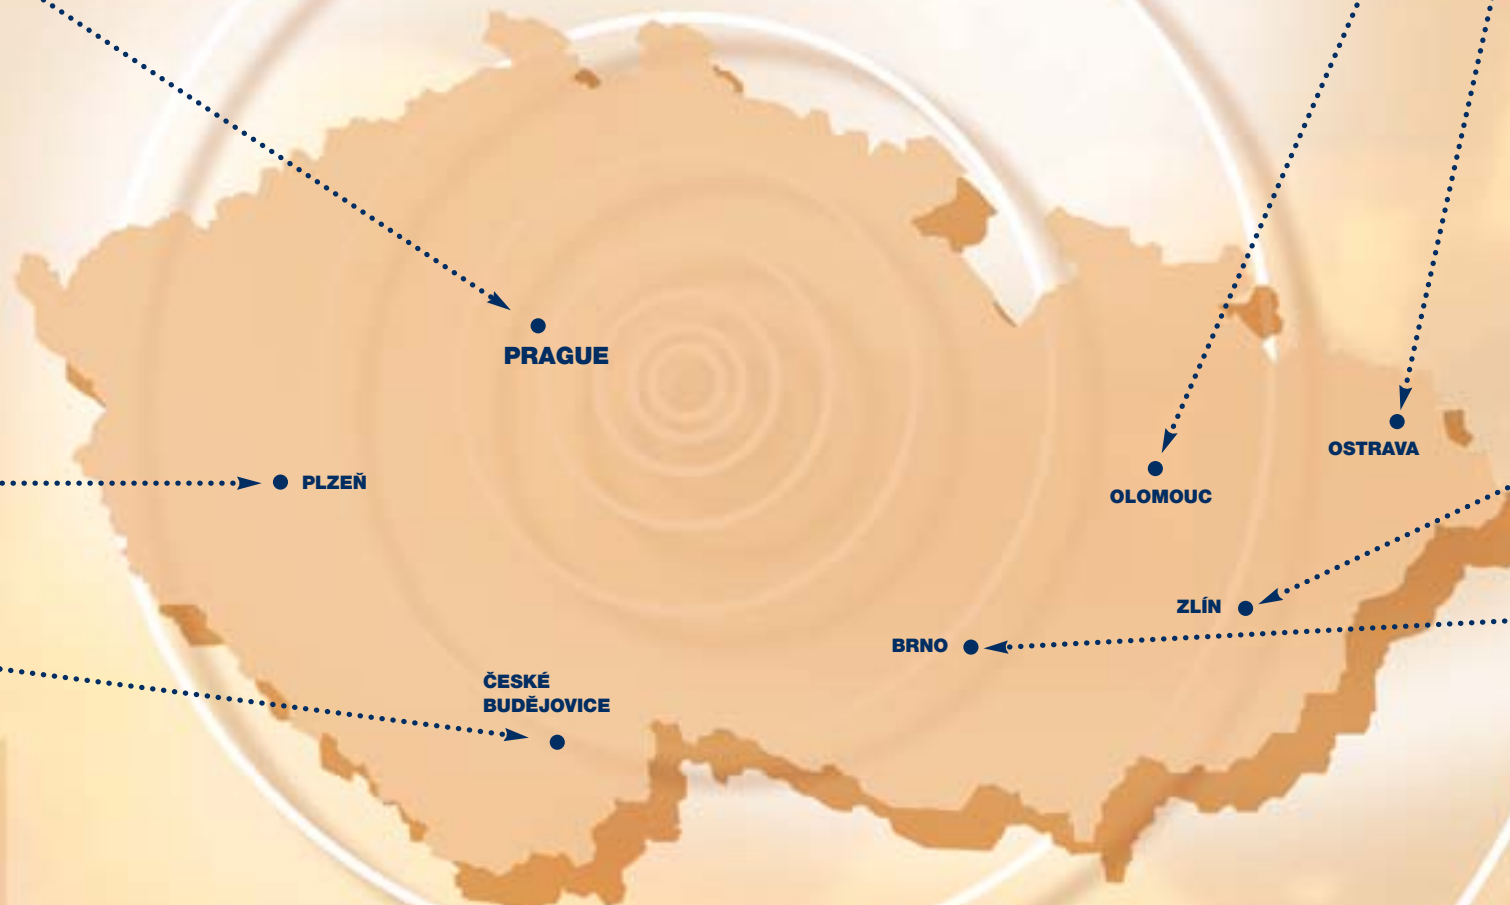 PRAGUE
OSTRAVA
PLZEŇ
OLOMOUC
ZLÍN
BRNO
ČESKÉ
BUDĚJOVICE